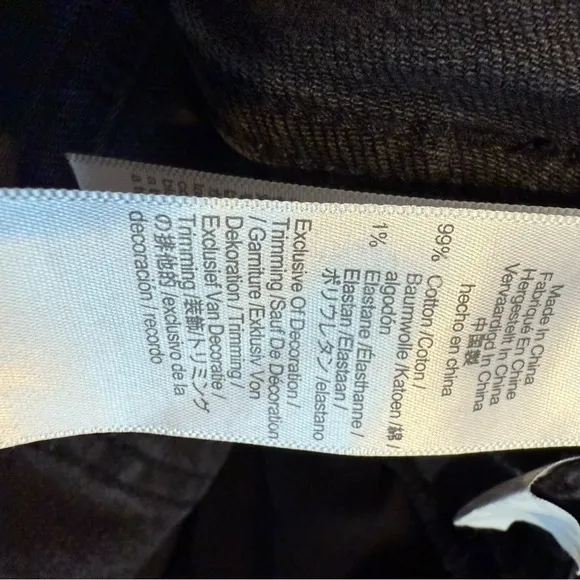 Made In China
Fabriqué En Chine
Hergestellt In China
Vervaardigd In China
中国製
hecho en china
99% Cotton /Coton /
Baumwolle /Katoen /綿 /
algodón
1% Elastane /Elasthanne /
Elastan /Elastaan /
ポリウレタン /elastano
Exclusive Of Decoration /
Trimming /Sauf De Décoration
/ Garniture /Exklusiv Von
Dekoration / Trimming /
Exclusief Van Decoratie /
Trimming /装飾トリミング
の排他的 /exclusivo de la
decoración / recordo